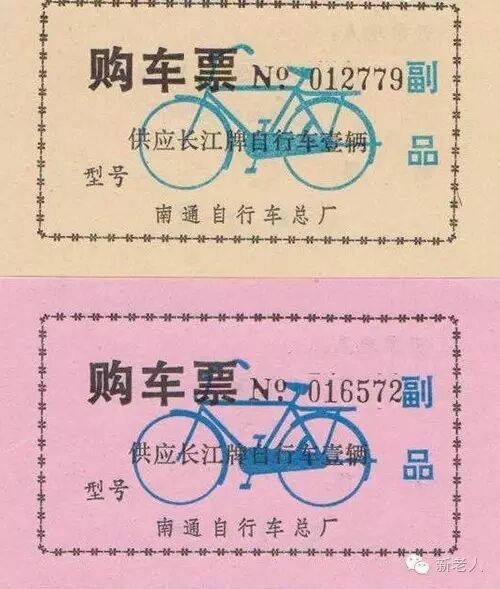 购车票 № 012779 副品
供应长江牌自行车壹辆
型号
南通自行车总厂
购车票 № 016572 副品
供应长江牌自行车壹辆
型号
南通自行车总厂
新老人